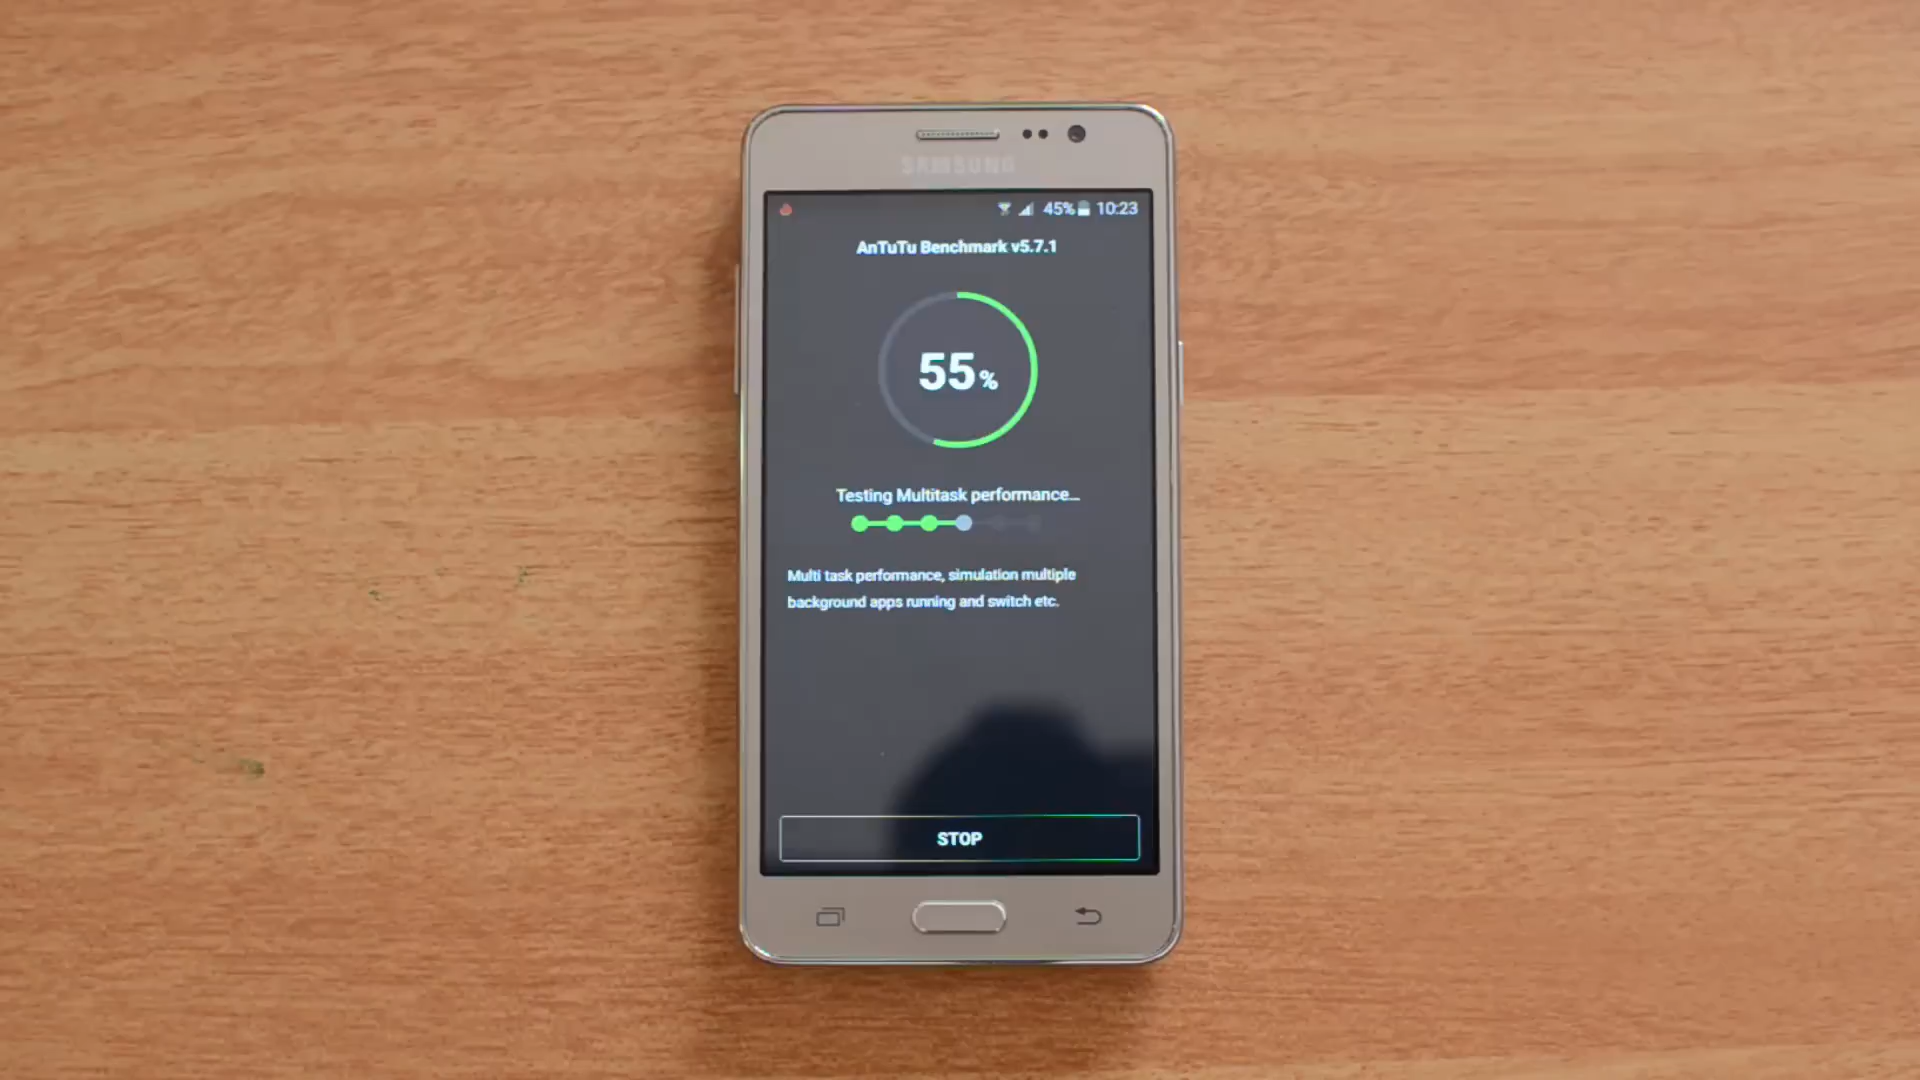 SAMSUNG
45% 10:23
AnTuTu Benchmark v5.7.1
55%
Testing Multitask performance...
Multi task performance, simulation multiple
background apps running and switch etc.
STOP